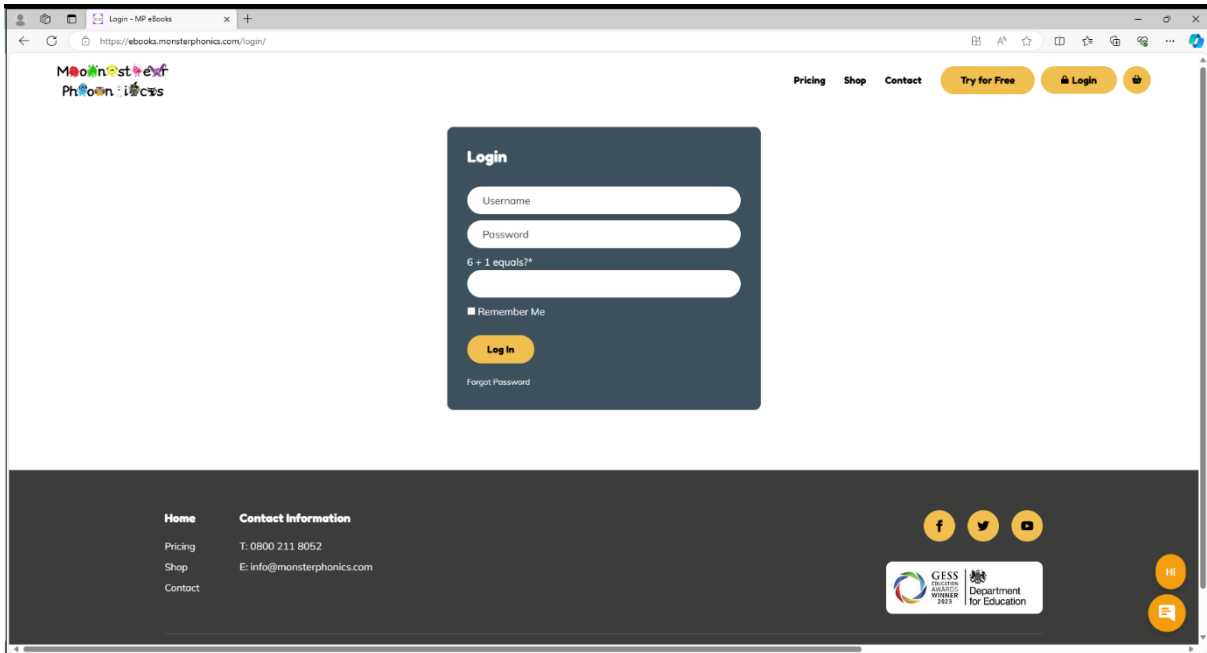 Login - MP eBooks
https://ebooks.monsterphonics.com/login/
Pricing Shop Contact Try for Free Login
Login
Username
Password
6 + 1 equals?*
Remember Me
Log In
Forgot Password
Home
Pricing
Shop
Contact
Contact Information
T: 0800 211 8052
E: info@monsterphonics.com
GESS
EDUCATION
AWARDS
WINNER
2023
Department
for Education
Hi